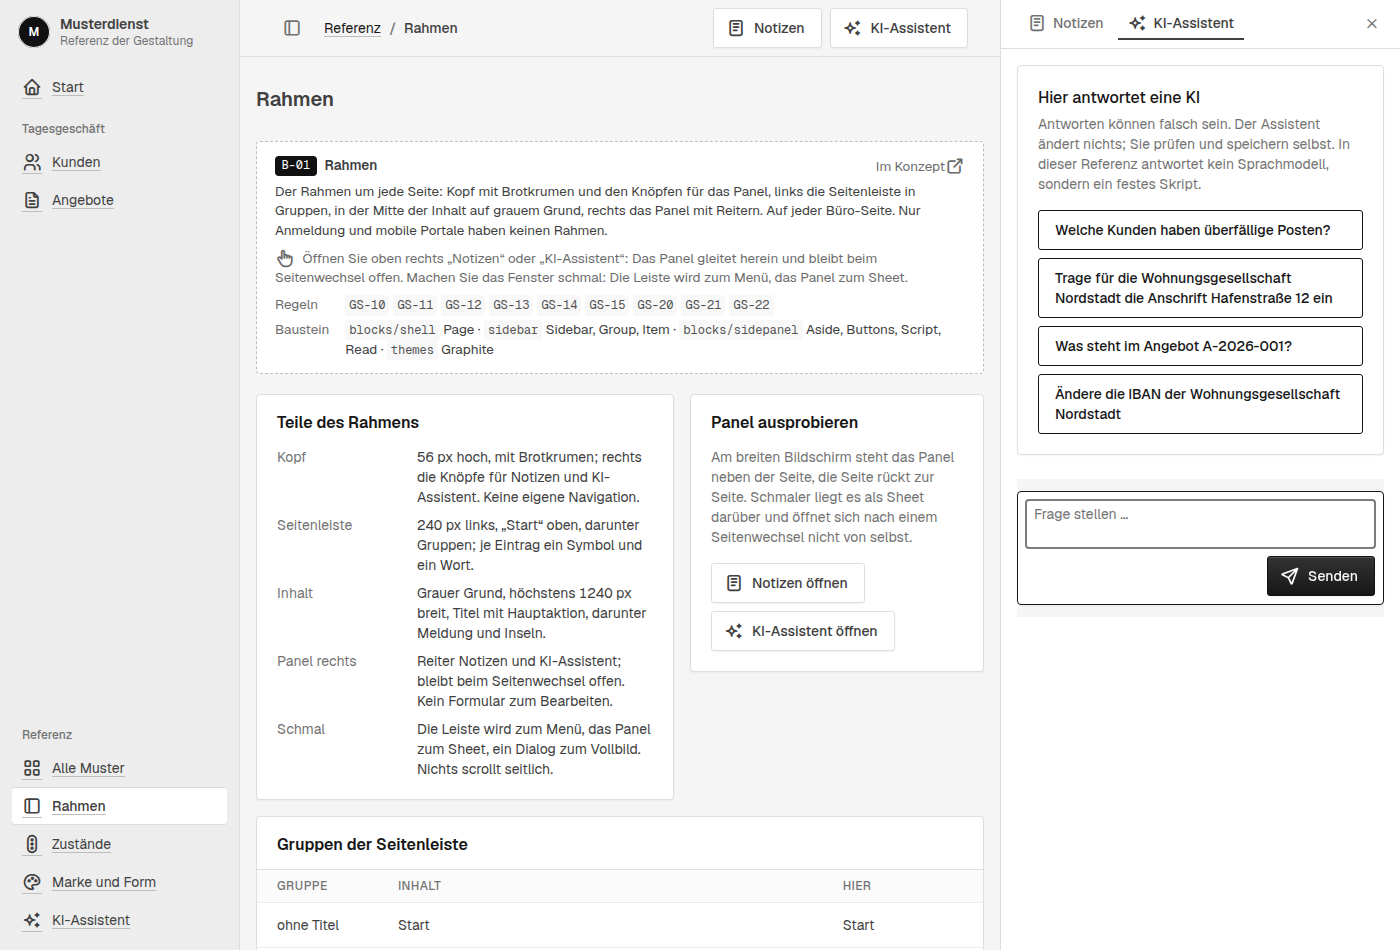 M
Musterdienst
Referenz der Gestaltung
Start
Tagesgeschäft
Kunden
Angebote
Referenz
Alle Muster
Rahmen
Zustände
Marke und Form
KI-Assistent
Referenz / Rahmen
Notizen
KI-Assistent
Rahmen
B-01 Rahmen
Im Konzept
Der Rahmen um jede Seite: Kopf mit Brotkrumen und den Knöpfen für das Panel, links die Seitenleiste in
Gruppen, in der Mitte der Inhalt auf grauem Grund, rechts das Panel mit Reitern. Auf jeder Büro-Seite. Nur
Anmeldung und mobile Portale haben keinen Rahmen.
Öffnen Sie oben rechts „Notizen“ oder „KI-Assistent“: Das Panel gleitet herein und bleibt beim
Seitenwechsel offen. Machen Sie das Fenster schmal: Die Leiste wird zum Menü, das Panel zum Sheet.
Regeln GS-10 GS-11 GS-12 GS-13 GS-14 GS-15 GS-20 GS-21 GS-22
Baustein blocks/shell Page · sidebar Sidebar, Group, Item · blocks/sidepanel Aside, Buttons, Script,
Read · themes Graphite
Teile des Rahmens
Kopf
56 px hoch, mit Brotkrumen; rechts
die Knöpfe für Notizen und KI-
Assistent. Keine eigene Navigation.
Seitenleiste
240 px links, „Start“ oben, darunter
Gruppen; je Eintrag ein Symbol und
ein Wort.
Inhalt
Grauer Grund, höchstens 1240 px
breit, Titel mit Hauptaktion, darunter
Meldung und Inseln.
Panel rechts
Reiter Notizen und KI-Assistent;
bleibt beim Seitenwechsel offen.
Kein Formular zum Bearbeiten.
Schmal
Die Leiste wird zum Menü, das Panel
zum Sheet, ein Dialog zum Vollbild.
Nichts scrollt seitlich.
Panel ausprobieren
Am breiten Bildschirm steht das Panel
neben der Seite, die Seite rückt zur
Seite. Schmaler liegt es als Sheet
darüber und öffnet sich nach einem
Seitenwechsel nicht von selbst.
Notizen öffnen
KI-Assistent öffnen
Gruppen der Seitenleiste
GRUPPE INHALT HIER
ohne Titel Start Start
Notizen
KI-Assistent
Hier antwortet eine KI
Antworten können falsch sein. Der Assistent
ändert nichts; Sie prüfen und speichern selbst. In
dieser Referenz antwortet kein Sprachmodell,
sondern ein festes Skript.
Welche Kunden haben überfällige Posten?
Trage für die Wohnungsgesellschaft
Nordstadt die Anschrift Hafenstraße 12 ein
Was steht im Angebot A-2026-001?
Ändere die IBAN der Wohnungsgesellschaft
Nordstadt
Frage stellen …
Senden